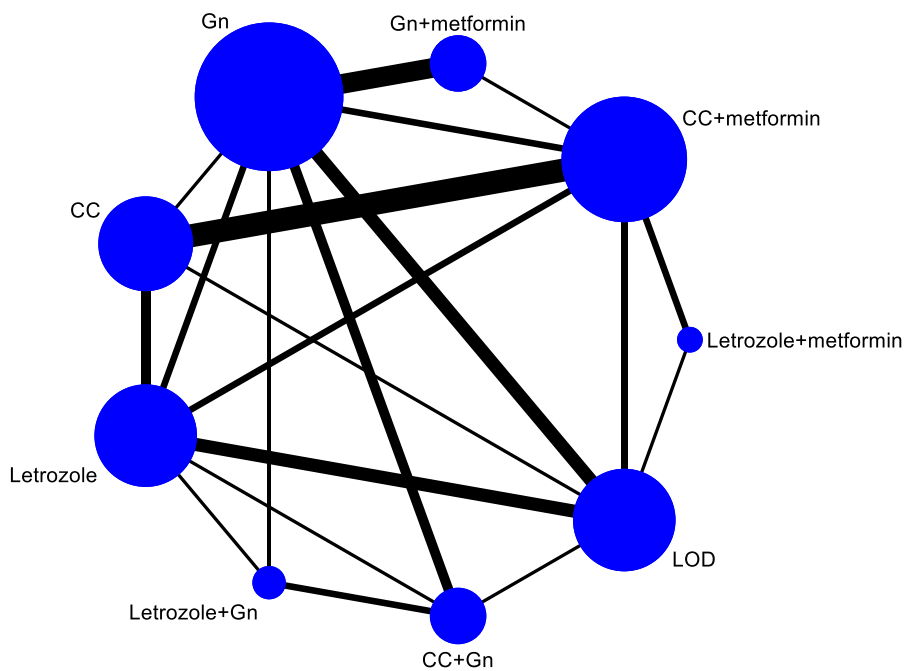 Gn
Gn+metformin
CC+metformin
CC
Letrozole+metformin
Letrozole
LOD
Letrozole+Gn
CC+Gn